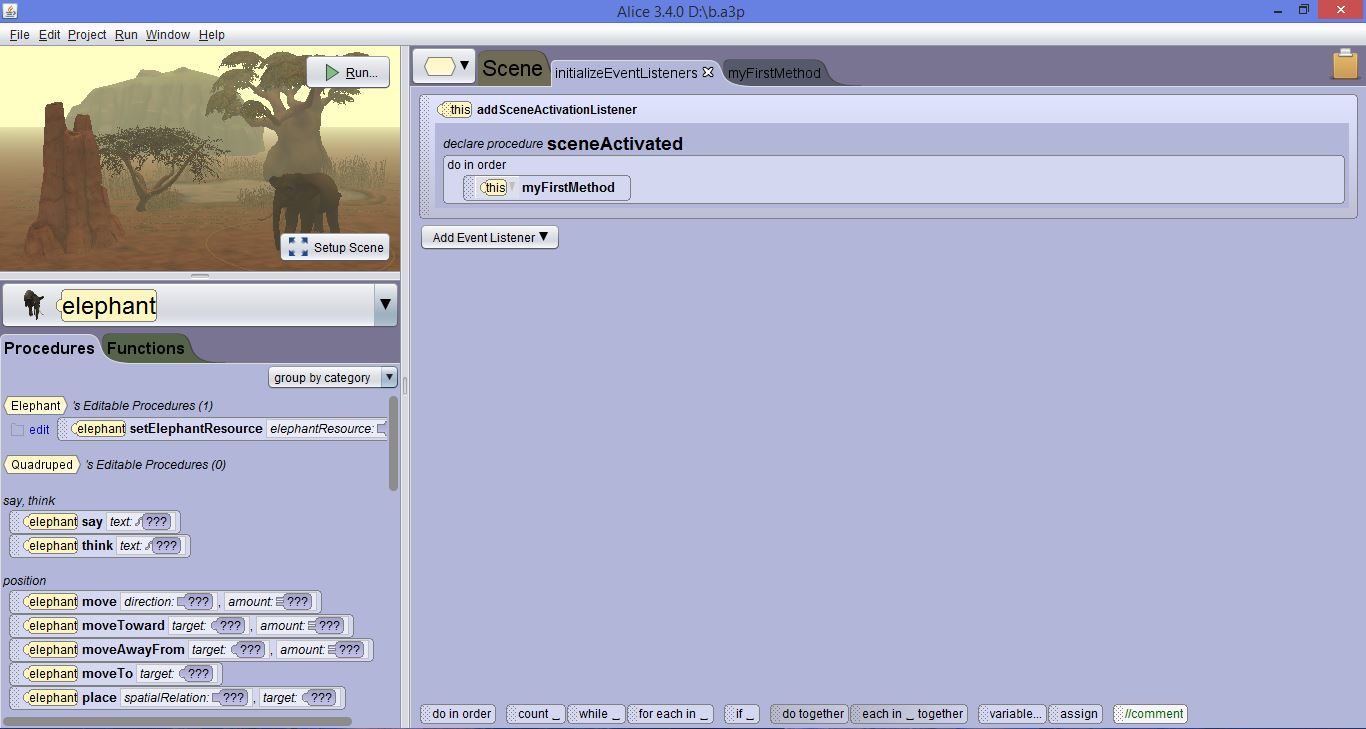 Alice 3.4.0 D:\b.a3p
File Edit Project Run Window Help
Run...
Setup Scene
elephant
Procedures Functions
group by category
Elephant 's Editable Procedures (1)
edit elephant setElephantResource elephantResource:
Quadruped 's Editable Procedures (0)
say, think
elephant say text: ???
elephant think text: ???
position
elephant move direction: ??? , amount: ???
elephant moveToward target: ??? , amount: ???
elephant moveAwayFrom target: ??? , amount: ???
elephant moveTo target: ???
elephant place spatialRelation: ??? , target: ???
Scene initializeEventListeners myFirstMethod
this addSceneActivationListener
declare procedure sceneActivated
do in order
this myFirstMethod
Add Event Listener
do in order count _ while _ for each in _ if _ do together each in _ together variable... assign //comment